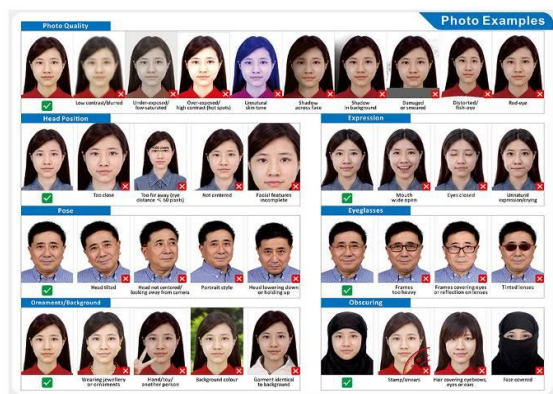 Photo Examples
Photo Quality
Low contrast/blurred
Under-exposed/
low-saturated
Over-exposed/
high contrast (hot spots)
Unnatural
skin tone
Shadow
across face
Shadow
in background
Damaged
or smeared
Distorted/
fish-eye
Red-eye
Head Position
Too close
Too far away (eye
distance < 60 pixels)
Not centered
Facial features
incomplete
Expression
Mouth
wide open
Eyes closed
Unnatural
expression/crying
Pose
Head tilted
Head not centered/
looking away from camera
Portrait style
Head lowering down
or holding up
Eyeglasses
Frames
too heavy
Frames covering eyes
or reflection on lenses
Tinted lenses
Ornaments/Background
Wearing jewellery
or ornaments
Hand/toy/
another person
Background colour
Garment identical
to background
Obscuring
Stamp/smears
Hair covering eyebrows,
eyes or ears
Face covered